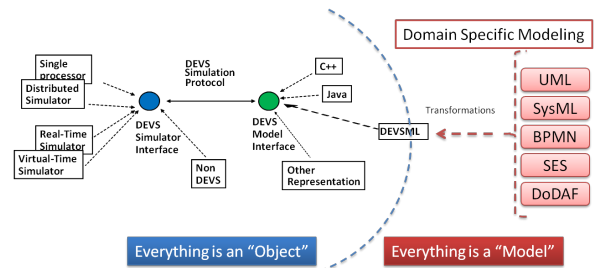 Domain Specific Modeling
Single
processor
Distributed
Simulator
Real-Time
Simulator
Virtual-Time
Simulator
DEVS
Simulation
Protocol
DEVS
Simulator
Interface
Non
DEVS
C++
Java
DEVS
Model
Interface
Other
Representation
DEVSML
Transformations
UML
SysML
BPMN
SES
DoDAF
Everything is an “Object”
Everything is a “Model”